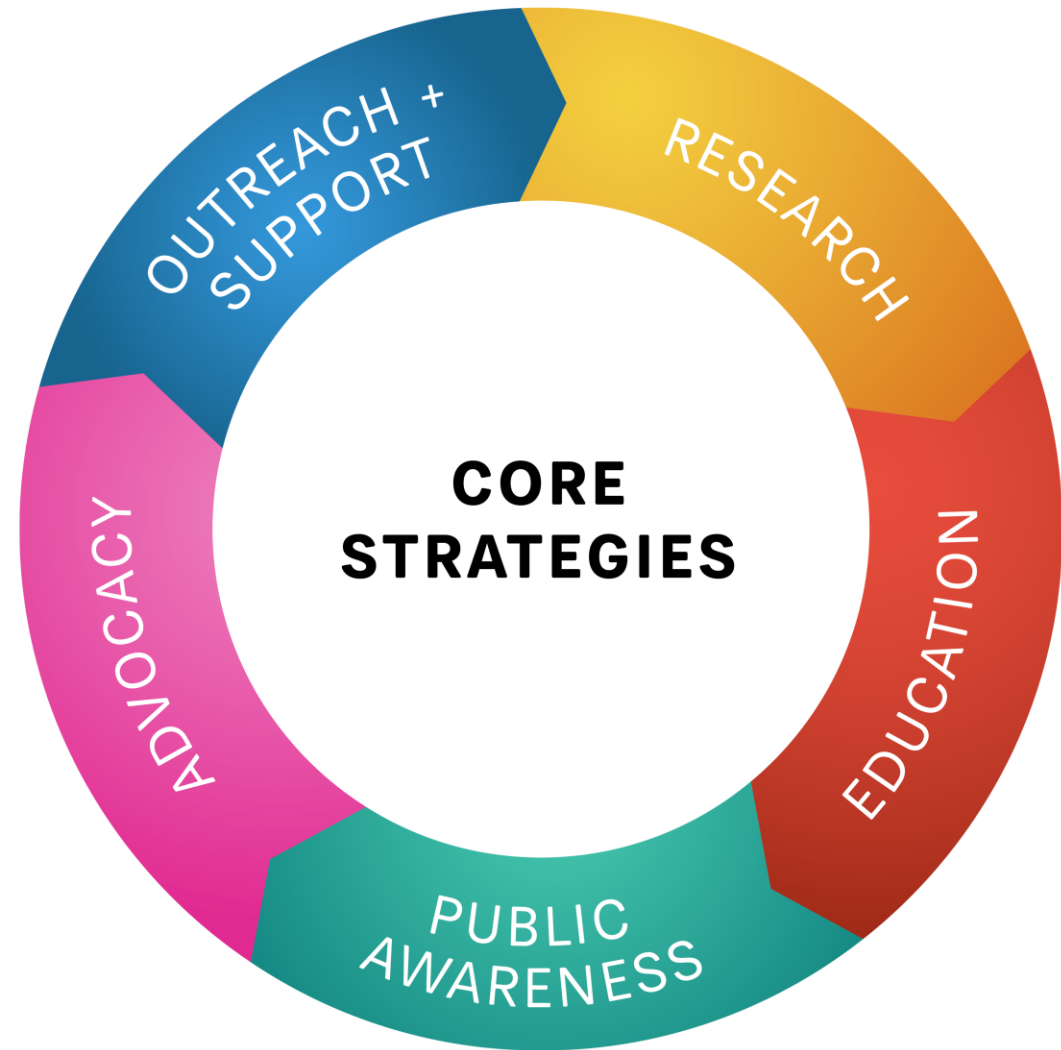 OUTREACH +
SUPPORT
RESEARCH
CORE
STRATEGIES
EDUCATION
ADVOCACY
PUBLIC
AWARENESS